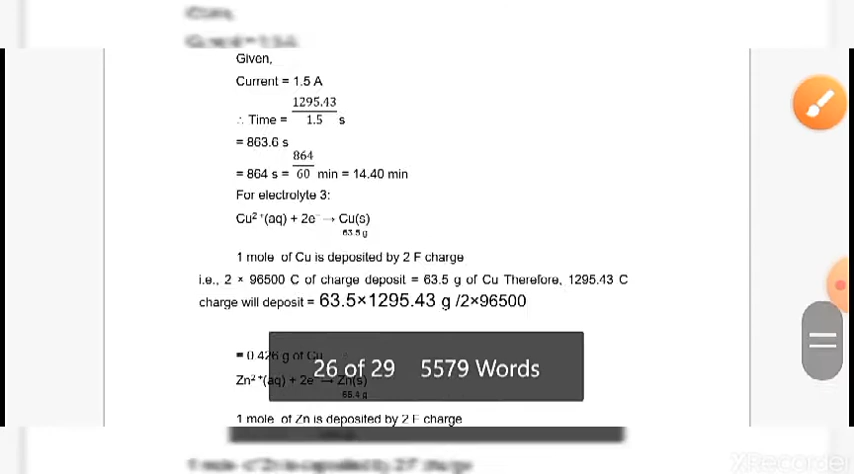 Given,
Current = 1.5 A
∴ Time = 1295.43/1.5 s
= 863.6 s
= 864 s = 864/60 min = 14.40 min
For electrolyte 3:
Cu²⁺(aq) + 2e⁻ → Cu(s)
63.5 g
1 mole of Cu is deposited by 2 F charge
i.e., 2 × 96500 C of charge deposit = 63.5 g of Cu Therefore, 1295.43 C
charge will deposit = 63.5×1295.43 g /2×96500
= 0.426 g of Cu
26 of 29 5579 Words
Zn²⁺(aq) + 2e⁻ → Zn(s)
65.4 g
1 mole of Zn is deposited by 2 F charge
XRecorder